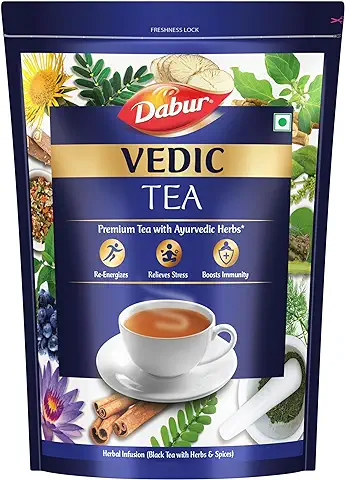 FRESHNESS LOCK
Dabur®
VEDIC
TEA
Premium Tea with Ayurvedic Herbs*
Re-Energizes
Relieves Stress
Boosts Immunity
Herbal Infusion (Black Tea with Herbs & Spices)